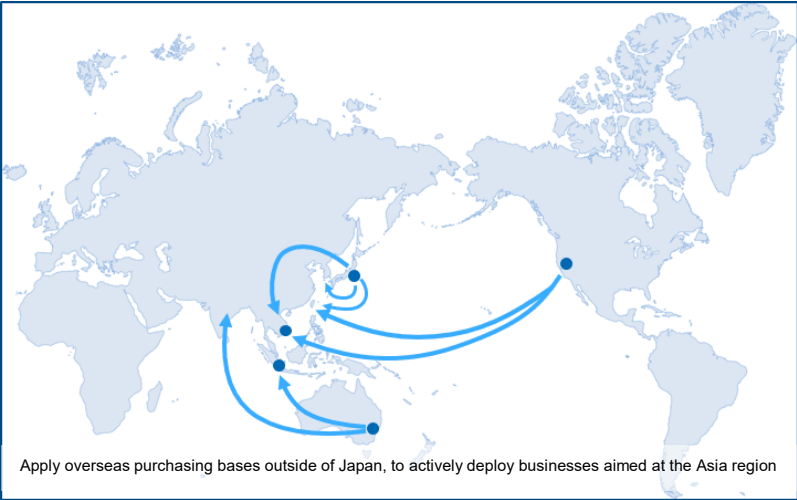 Apply overseas purchasing bases outside of Japan, to actively deploy businesses aimed at the Asia region